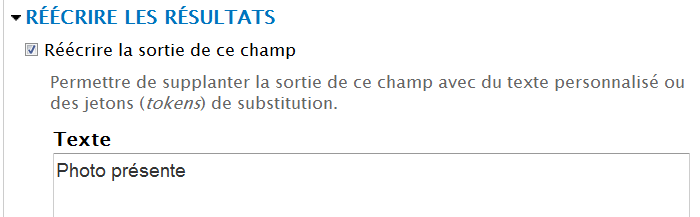 RÉÉCRIRE LES RÉSULTATS
Réécrire la sortie de ce champ
Permettre de supplanter la sortie de ce champ avec du texte personnalisé ou
des jetons (tokens) de substitution.
Texte
Photo présente